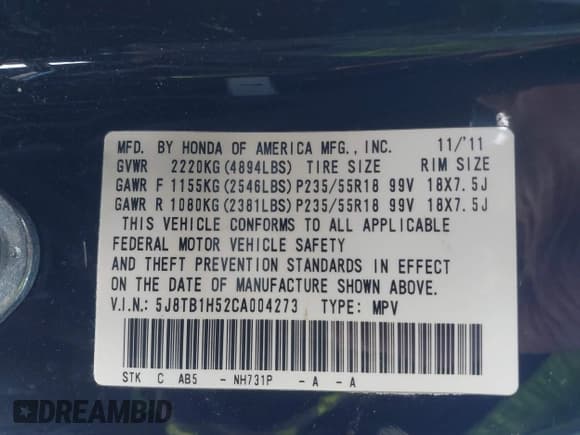 MFD. BY HONDA OF AMERICA MFG., INC. 11/'11
GVWR 2220KG(4894LBS) TIRE SIZE RIM SIZE
GAWR F 1155KG(2546LBS)P235/55R18 99V 18X7.5J
GAWR R 1080KG(2381LBS)P235/55R18 99V 18X7.5J
THIS VEHICLE CONFORMS TO ALL APPLICABLE
FEDERAL MOTOR VEHICLE SAFETY
AND THEFT PREVENTION STANDARDS IN EFFECT
ON THE DATE OF MANUFACTURE SHOWN ABOVE.
V.I.N.: 5J8TB1H52CA004273 TYPE: MPV
STK C AB5 - NH731P - A - A
DREAMBID